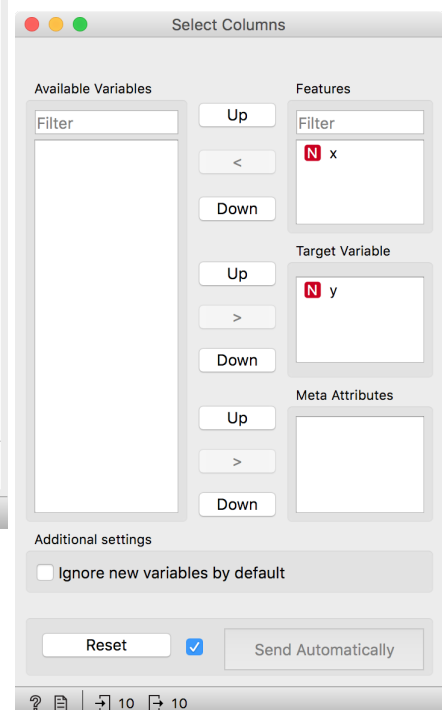 Select Columns
Available Variables
Filter
Up
<
Down
Up
>
Down
Up
>
Down
Features
Filter
N x
Target Variable
N y
Meta Attributes
Additional settings
Ignore new variables by default
Reset
Send Automatically
? 10 10